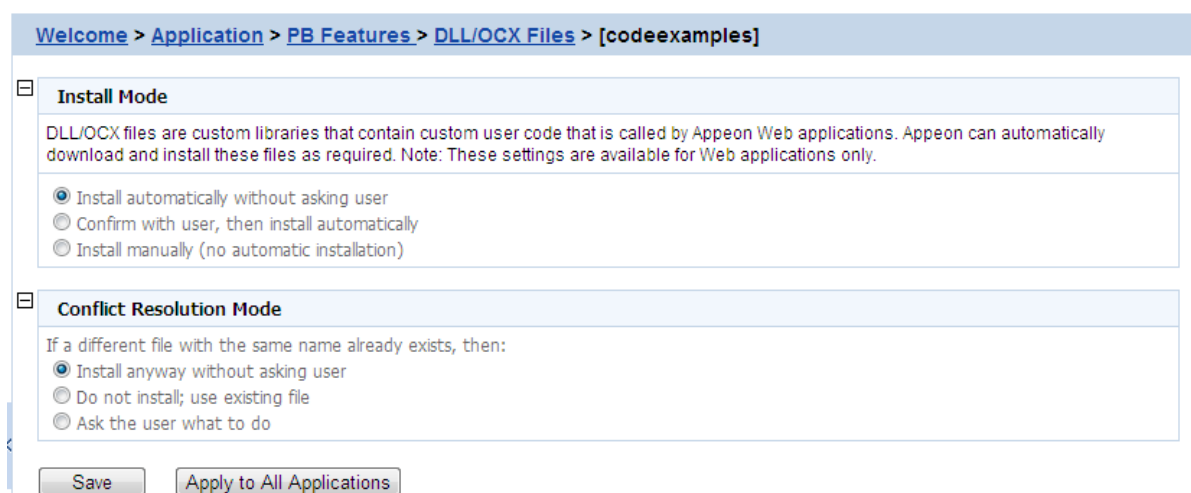 Welcome > Application > PB Features > DLL/OCX Files > [codeexamples]
Install Mode
DLL/OCX files are custom libraries that contain custom user code that is called by Appeon Web applications. Appeon can automatically
download and install these files as required. Note: These settings are available for Web applications only.
Install automatically without asking user
Confirm with user, then install automatically
Install manually (no automatic installation)
Conflict Resolution Mode
If a different file with the same name already exists, then:
Install anyway without asking user
Do not install; use existing file
Ask the user what to do
Save
Apply to All Applications